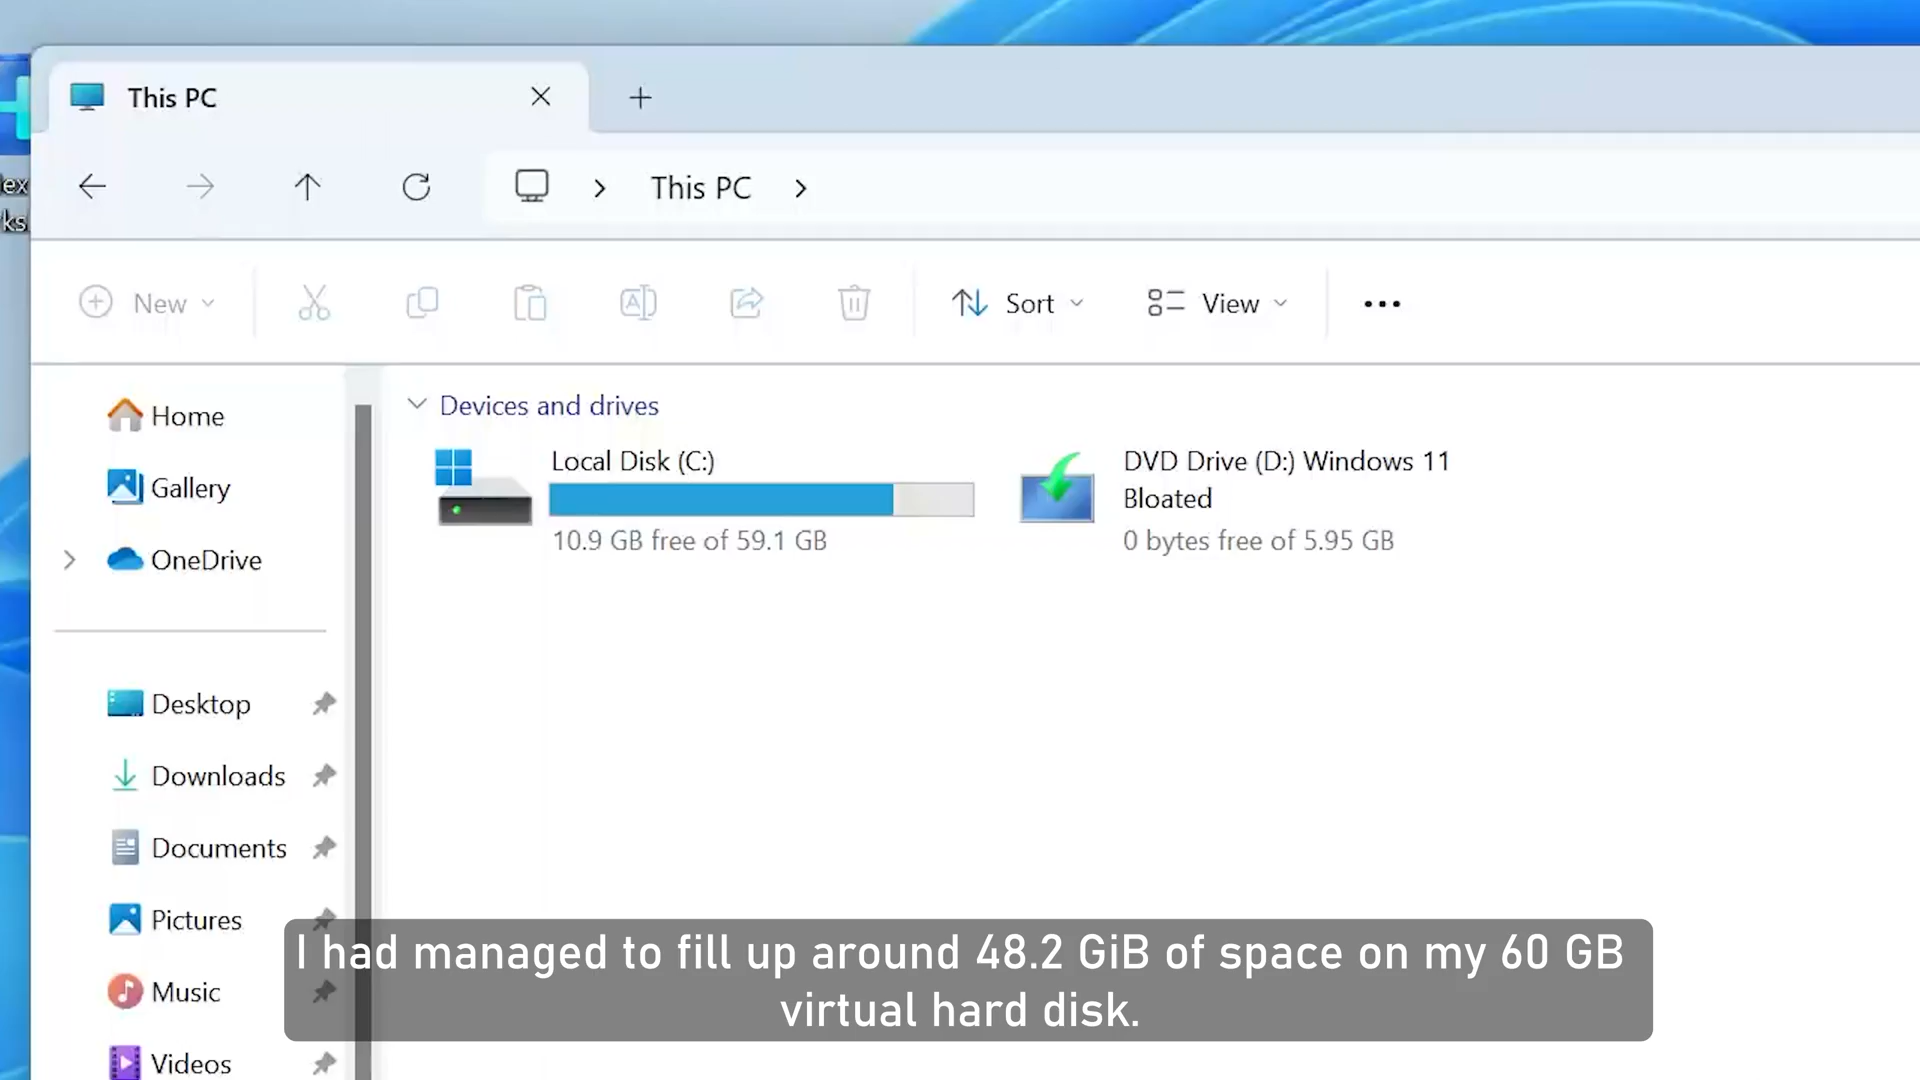 This PC
This PC
New
Sort
View
Home
Gallery
OneDrive
Desktop
Downloads
Documents
Pictures
Music
Videos
Devices and drives
Local Disk (C:)
10.9 GB free of 59.1 GB
DVD Drive (D:) Windows 11
Bloated
0 bytes free of 5.95 GB
I had managed to fill up around 48.2 GiB of space on my 60 GB
virtual hard disk.